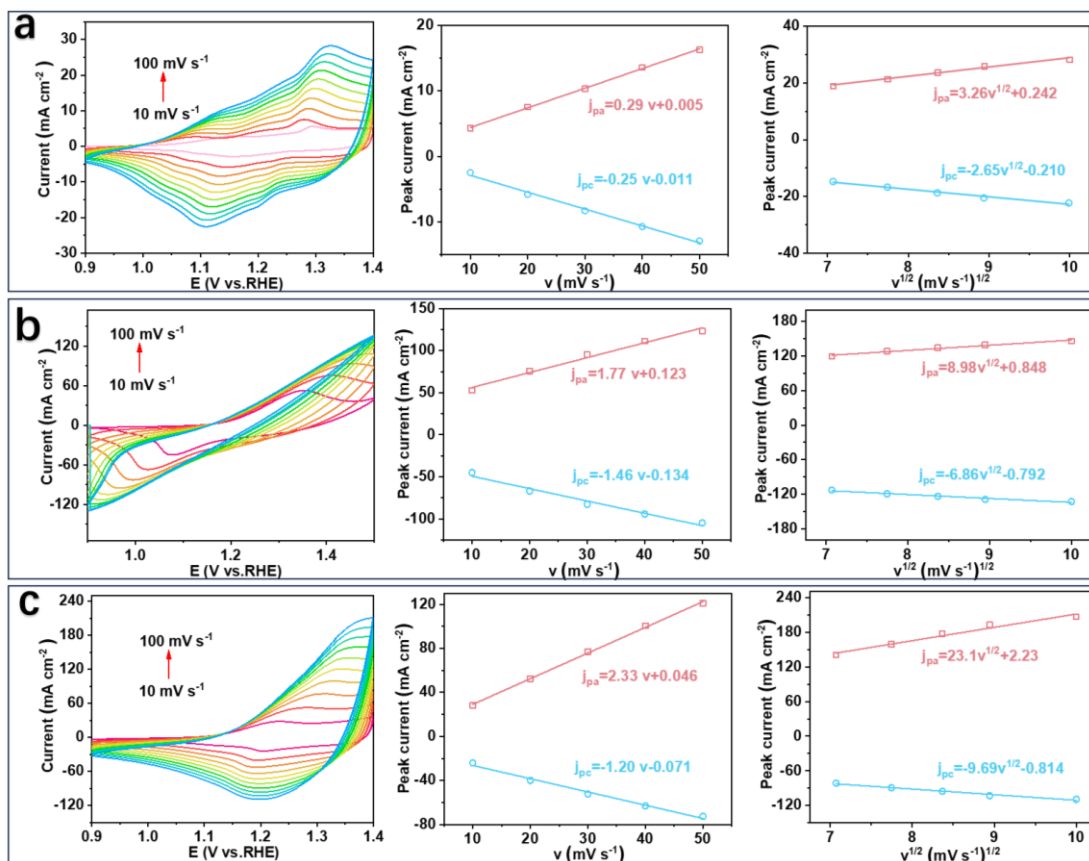 a
Current (mA cm⁻²)
30
20
10
0
-10
-20
-30
100 mV s⁻¹
10 mV s⁻¹
0.9 1.0 1.1 1.2 1.3 1.4
E (V vs.RHE)
Peak current (mA cm⁻²)
20
10
0
-10
jpa=0.29 v+0.005
jpc=-0.25 v-0.011
10 20 30 40 50
v (mV s⁻¹)
Peak current (mA cm⁻²)
40
20
0
-20
-40
jpa=3.26v1/2+0.242
jpc=-2.65v1/2-0.210
7 8 9 10
v1/2 (mV s⁻¹)1/2
b
Current (mA cm⁻²)
120
60
0
-60
-120
100 mV s⁻¹
10 mV s⁻¹
1.0 1.2 1.4
E (V vs.RHE)
Peak current (mA cm⁻²)
150
100
50
0
-50
-100
jpa=1.77 v+0.123
jpc=-1.46 v-0.134
10 20 30 40 50
v (mV s⁻¹)
Peak current (mA cm⁻²)
180
120
60
0
-60
-120
-180
jpa=8.98v1/2+0.848
jpc=-6.86v1/2-0.792
7 8 9 10
v1/2 (mV s⁻¹)1/2
c
Current (mA cm⁻²)
240
180
120
60
0
-60
-120
100 mV s⁻¹
10 mV s⁻¹
0.9 1.0 1.1 1.2 1.3 1.4
E (V vs.RHE)
Peak current (mA cm⁻²)
120
80
40
0
-40
-80
jpa=2.33 v+0.046
jpc=-1.20 v-0.071
10 20 30 40 50
v (mV s⁻¹)
Peak current (mA cm⁻²)
240
180
120
60
0
-60
-120
jpa=23.1v1/2+2.23
jpc=-9.69v1/2-0.814
7 8 9 10
v1/2 (mV s⁻¹)1/2